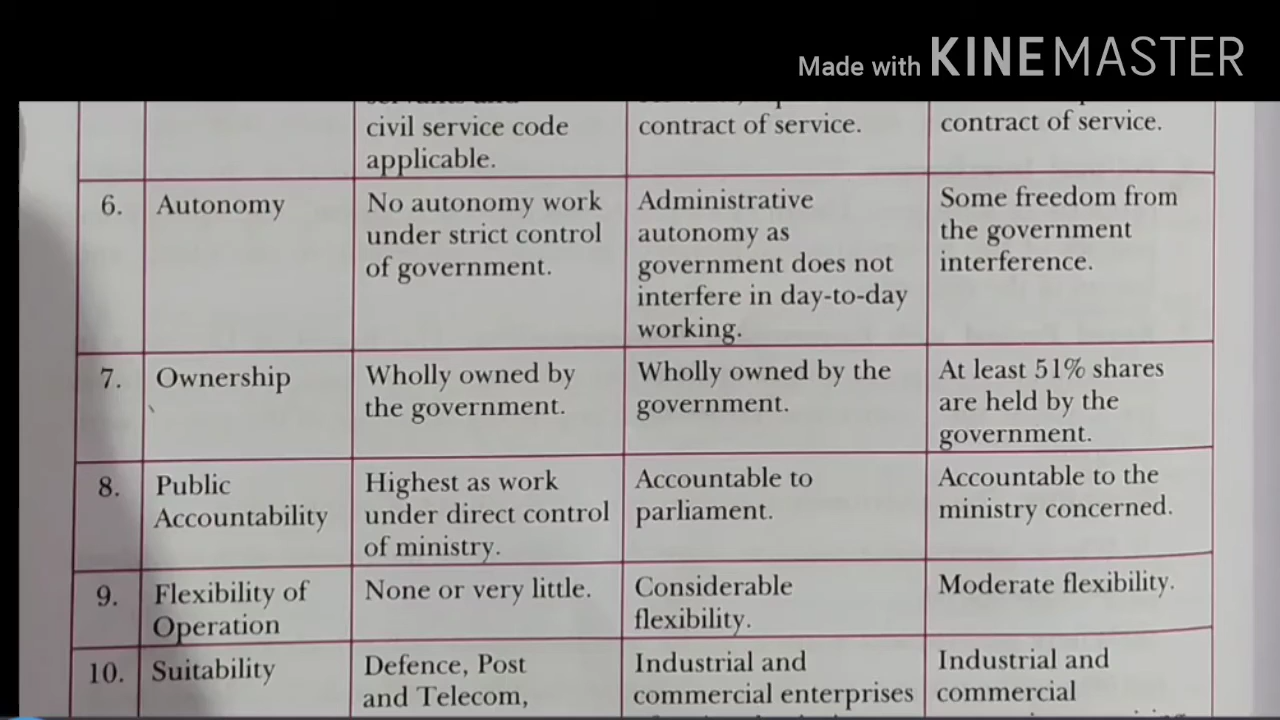 Made with KINEMASTER
civil service code
applicable.
contract of service.
contract of service.
6.
Autonomy
No autonomy work
under strict control
of government.
Administrative
autonomy as
government does not
interfere in day-to-day
working.
Some freedom from
the government
interference.
7.
Ownership
Wholly owned by
the government.
Wholly owned by the
government.
At least 51% shares
are held by the
government.
8.
Public
Accountability
Highest as work
under direct control
of ministry.
Accountable to
parliament.
Accountable to the
ministry concerned.
9.
Flexibility of
Operation
None or very little.
Considerable
flexibility.
Moderate flexibility.
10.
Suitability
Defence, Post
and Telecom,
Industrial and
commercial enterprises
Industrial and
commercial